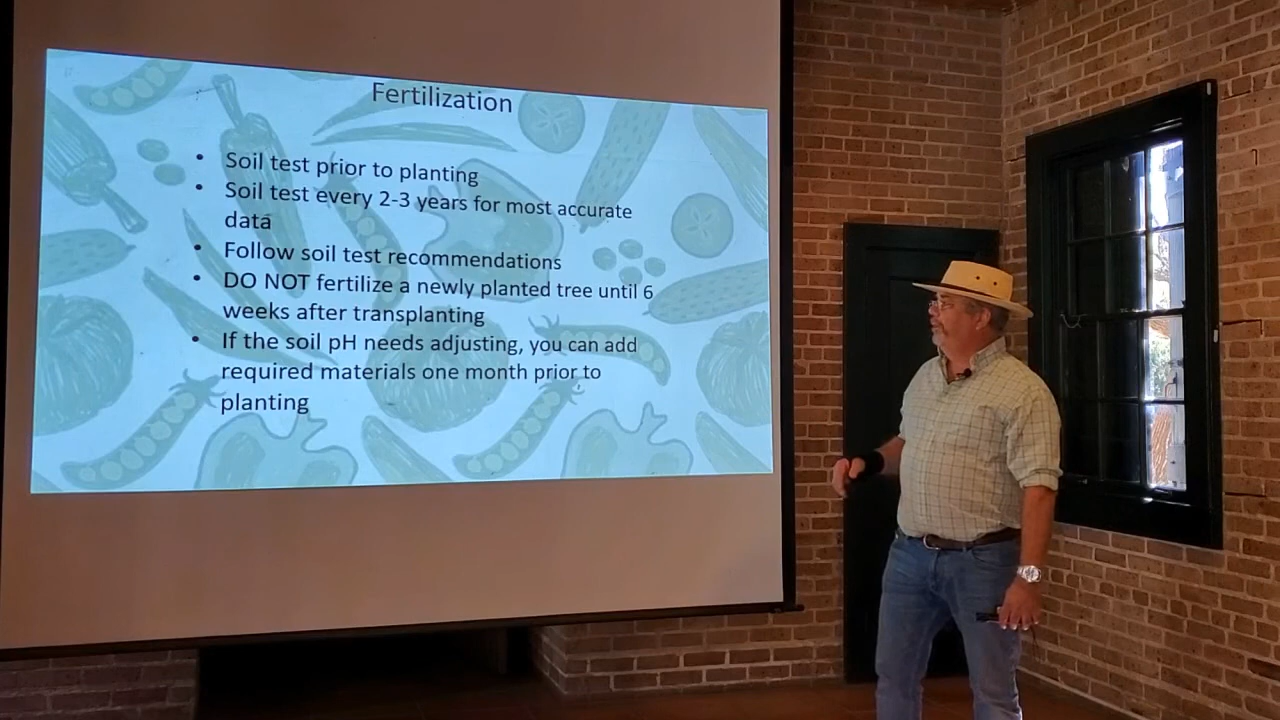 Fertilization
• Soil test prior to planting
• Soil test every 2-3 years for most accurate
data
• Follow soil test recommendations
• DO NOT fertilize a newly planted tree until 6
weeks after transplanting
• If the soil pH needs adjusting, you can add
required materials one month prior to
planting